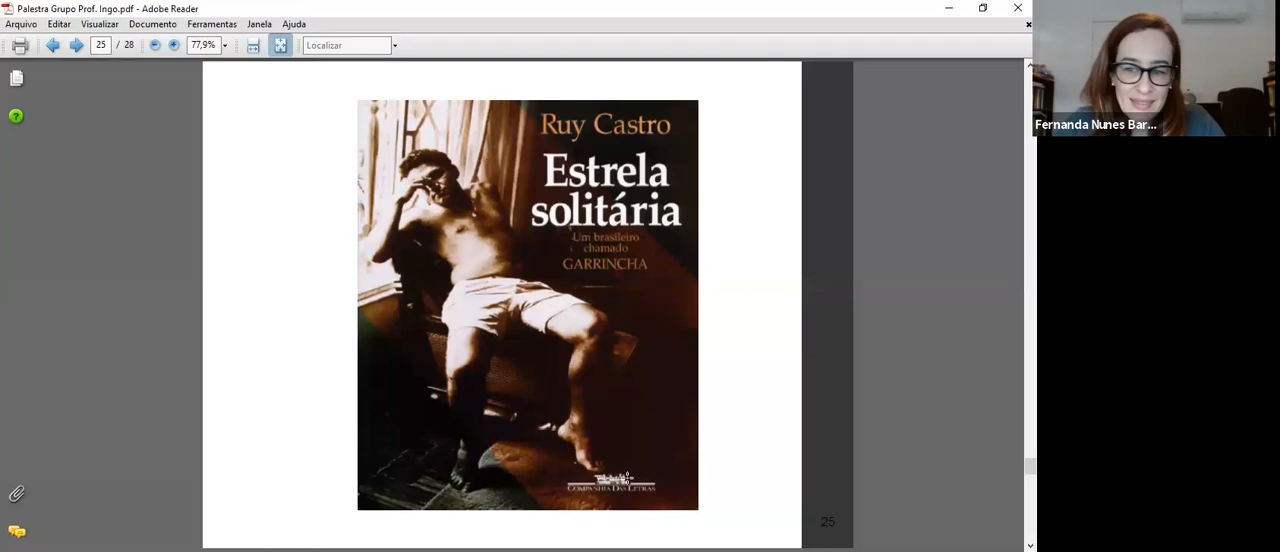 Palestra Grupo Prof. Ingo.pdf - Adobe Reader
Arquivo Editar Visualizar Documento Ferramentas Janela Ajuda
25 / 28 77,9% Localizar
Fernanda Nunes Bar...
Ruy Castro
Estrela
solitária
Um brasileiro
chamado
GARRINCHA
COMPANHIA DAS LETRAS
25